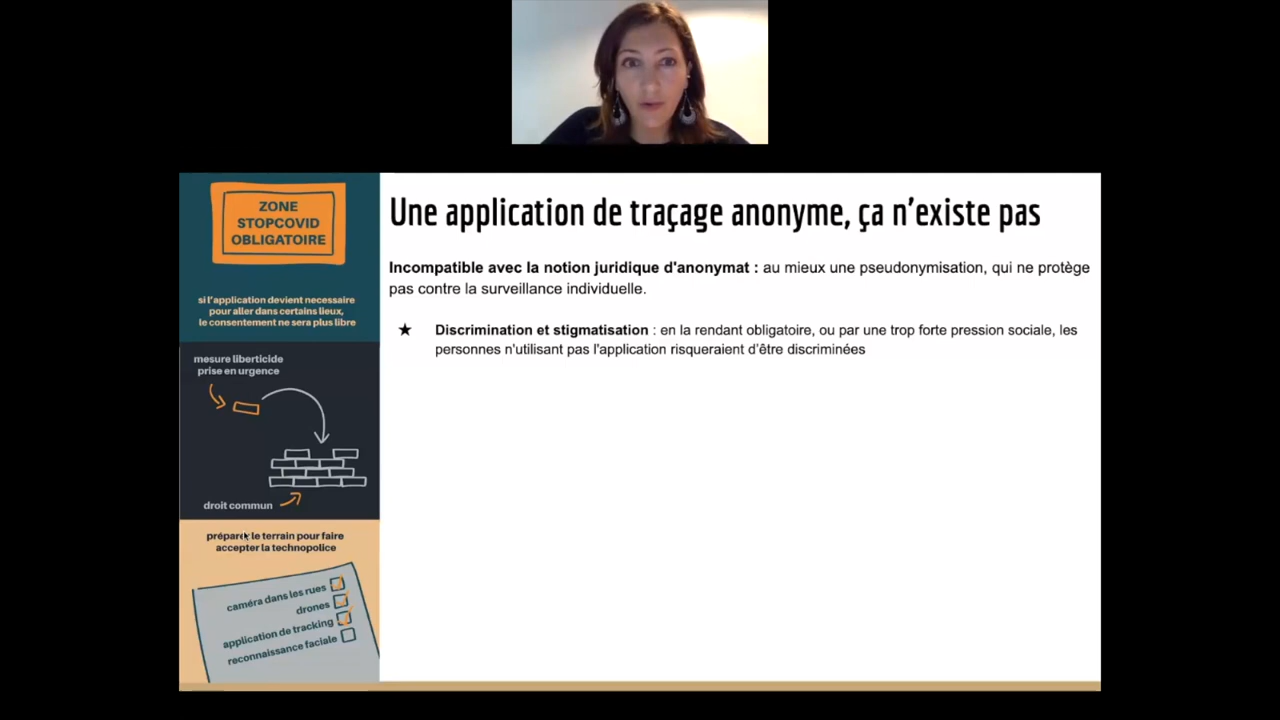 ZONE
STOPCOVID
OBLIGATOIRE
si l'application devient necessaire
pour aller dans certains lieux,
le consentement ne sera plus libre
mesure liberticide
prise en urgence
droit commun
prépare le terrain pour faire
accepter la technopolice
caméra dans les rues
drones
application de tracking
reconnaissance faciale
Une application de traçage anonyme, ça n'existe pas
Incompatible avec la notion juridique d'anonymat : au mieux une pseudonymisation, qui ne protège
pas contre la surveillance individuelle.
★ Discrimination et stigmatisation : en la rendant obligatoire, ou par une trop forte pression sociale, les
personnes n'utilisant pas l'application risqueraient d'être discriminées